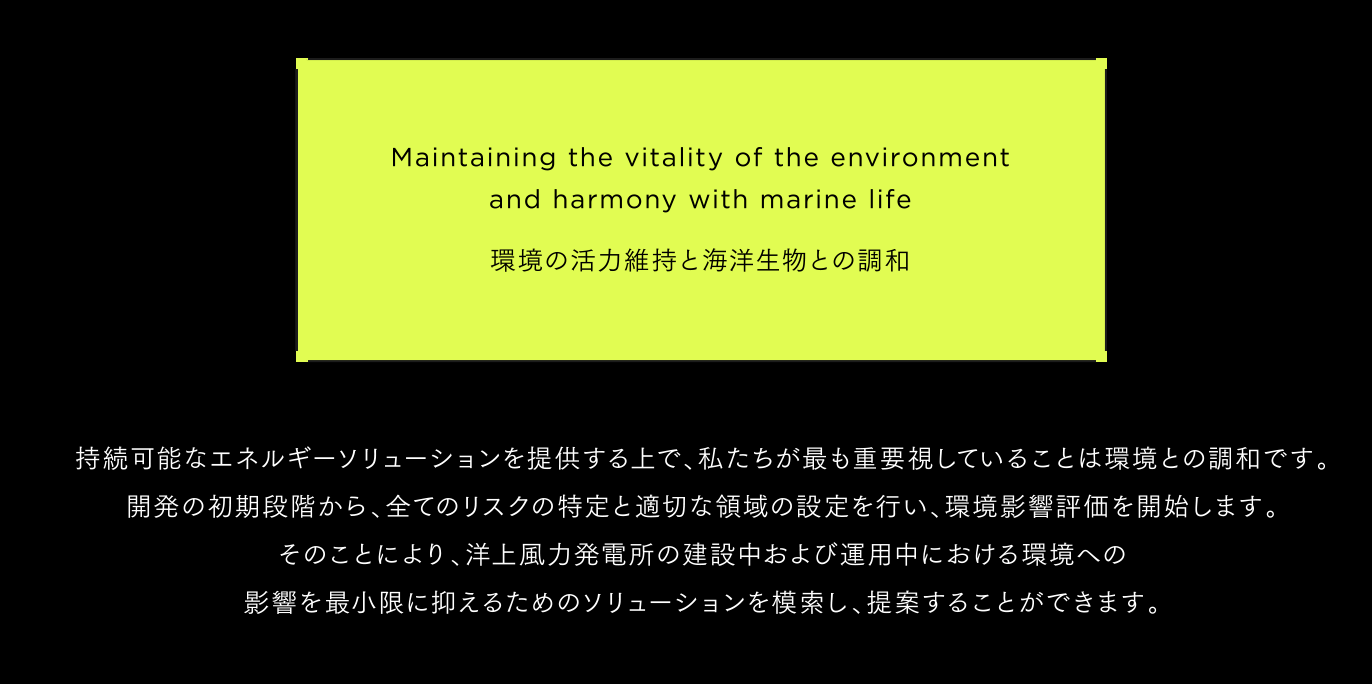 Maintaining the vitality of the environment
and harmony with marine life
環境の活力維持と海洋生物との調和
持続可能なエネルギーソリューションを提供する上で、私たちが最も重要視していることは環境との調和です。
開発の初期段階から、全てのリスクの特定と適切な領域の設定を行い、環境影響評価を開始します。
そのことにより、洋上風力発電所の建設中および運用中における環境への
影響を最小限に抑えるためのソリューションを模索し、提案することができます。